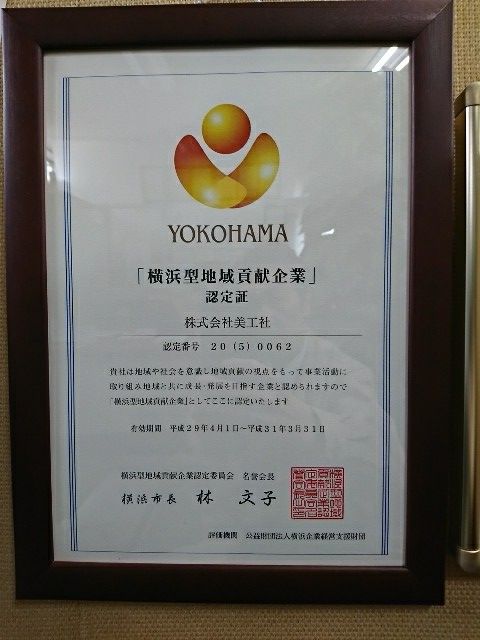 YOKOHAMA
「横浜型地域貢献企業」
認定証
株式会社美工社
認定番号 20(5)0062
貴社は地域や社会を意識し地域貢献の視点をもって事業活動に
取り組み地域と共に成長・発展を目指す企業と認められますので
「横浜型地域貢献企業」としてここに認定いたします
有効期間 平成29年4月1日～平成31年3月31日
横浜型地域貢献企業認定委員会 名誉会長
横浜市長 林 文子
評価機関 公益財団法人横浜企業経営支援財団